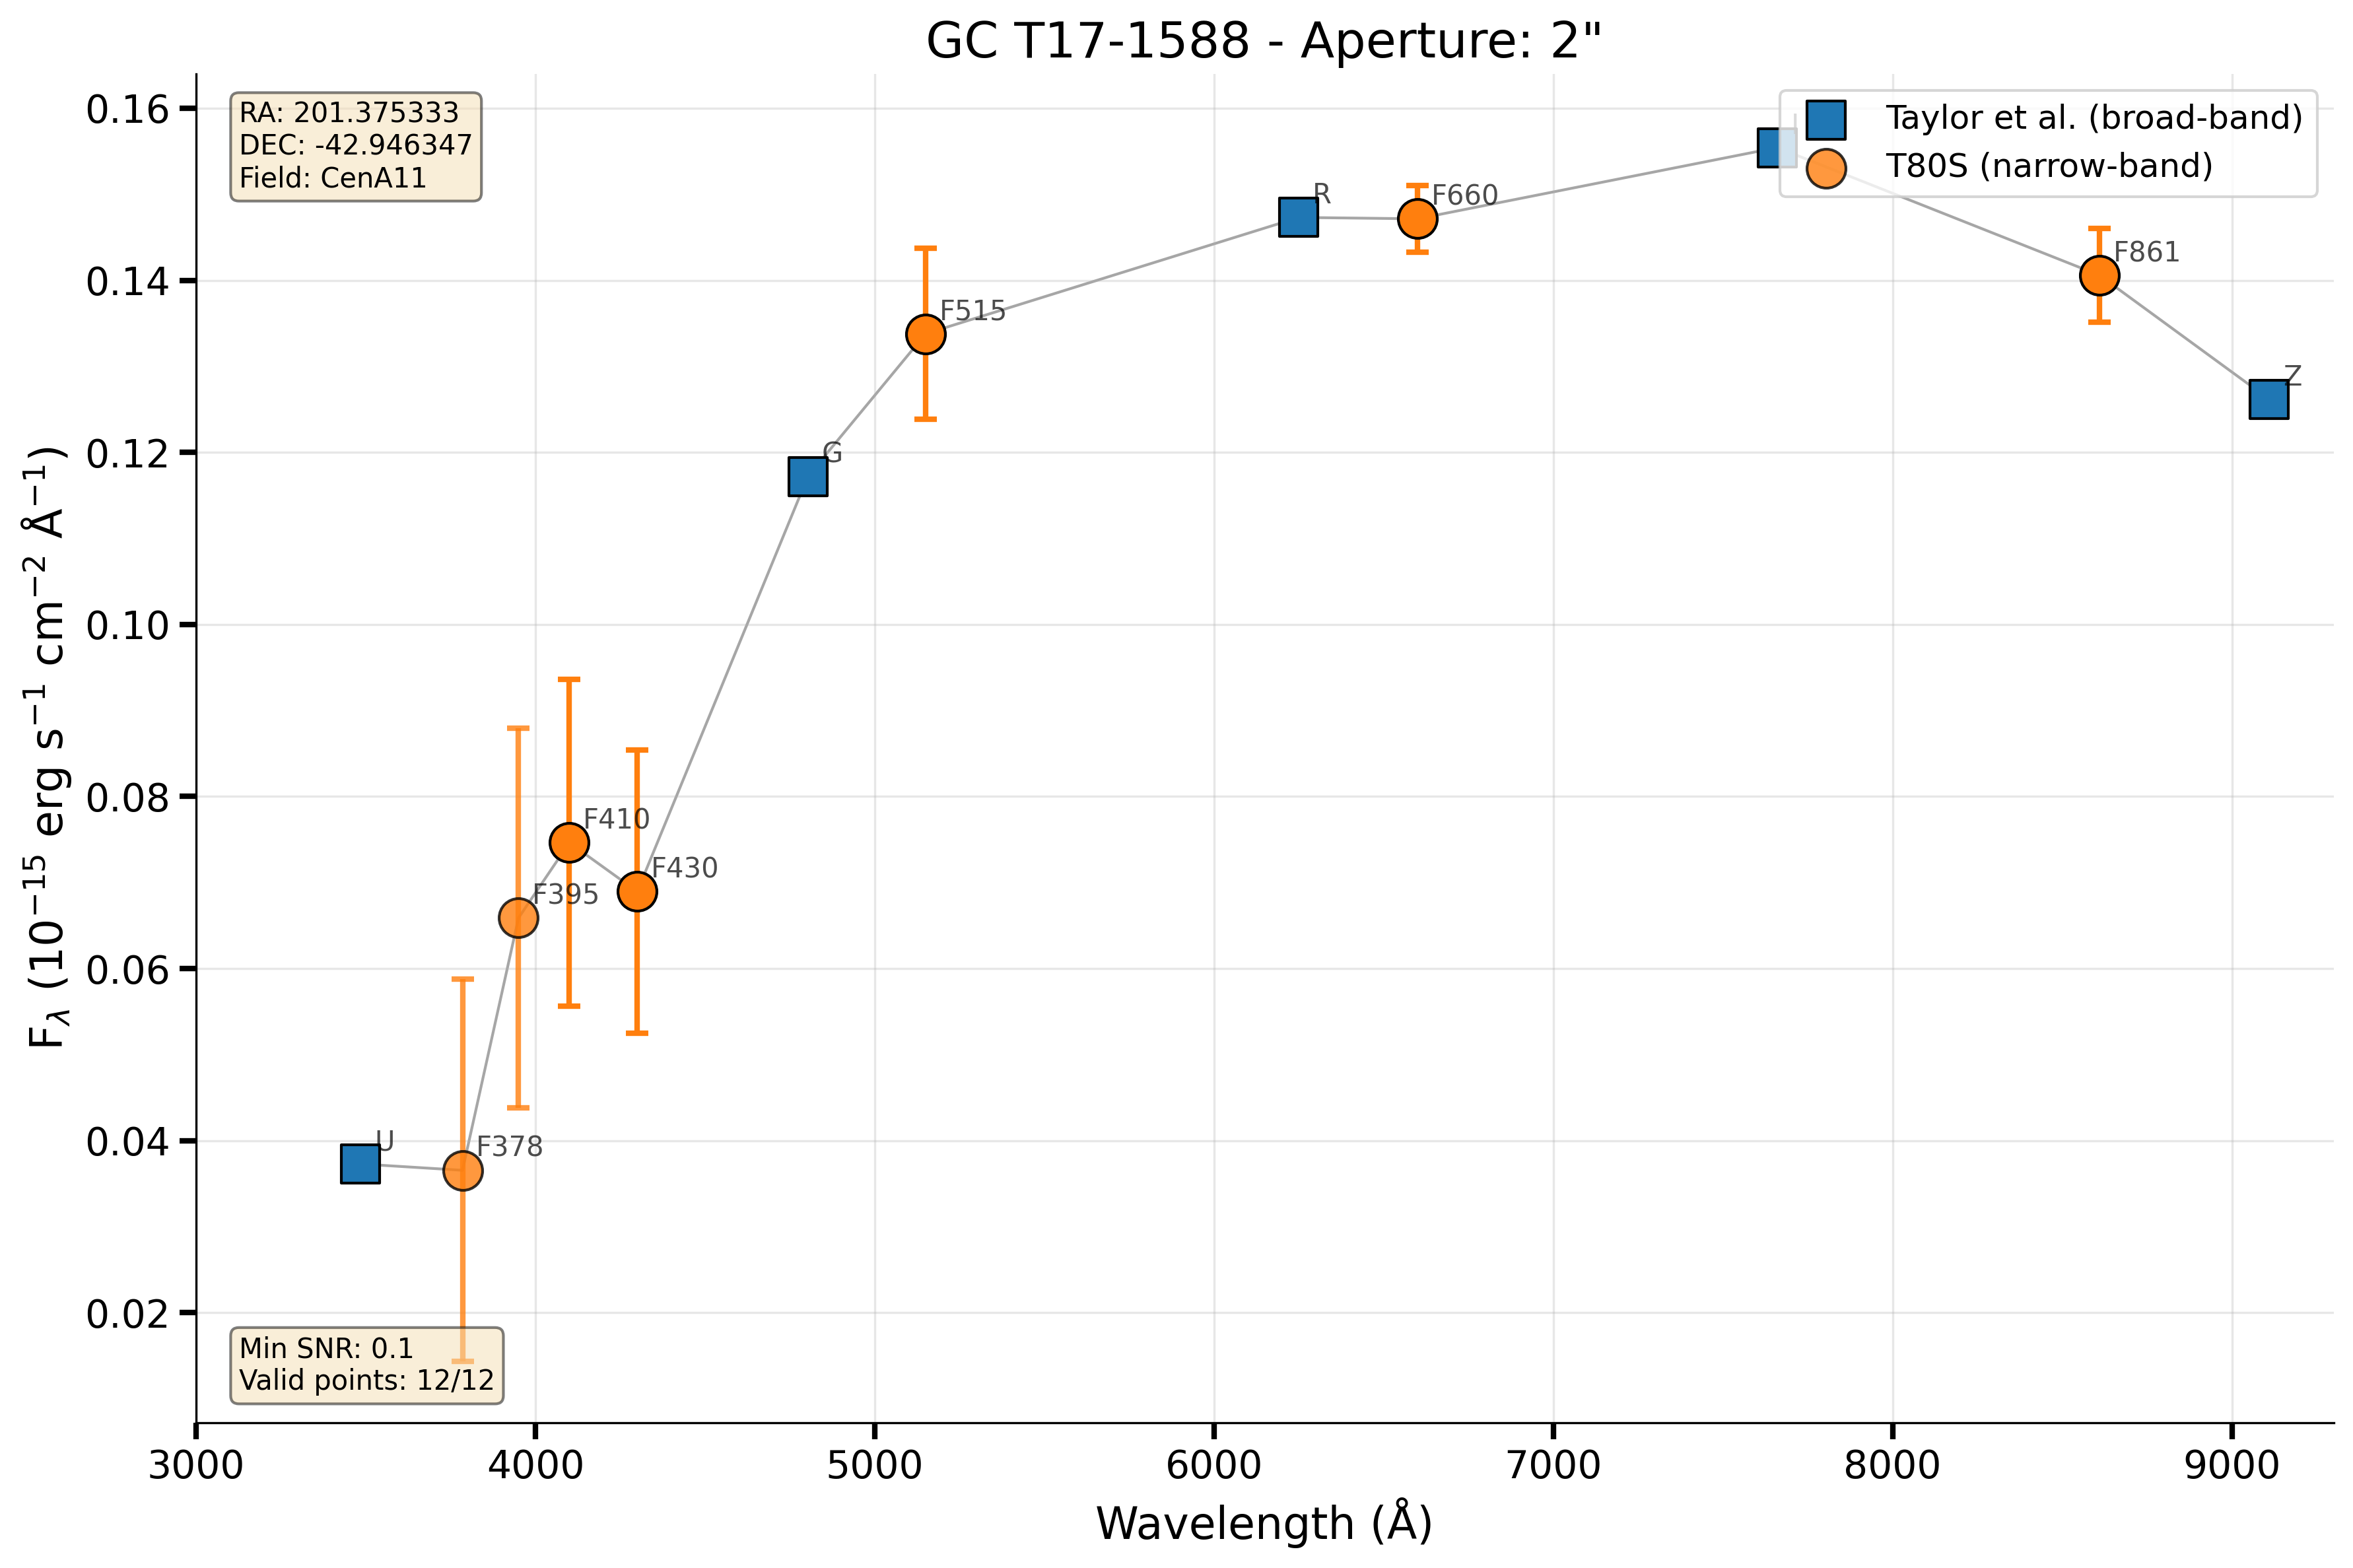 GC T17-1588 - Aperture: 2"
RA: 201.375333
DEC: -42.946347
Field: CenA11
Taylor et al. (broad-band)
T80S (narrow-band)
0.16
0.14
0.12
0.10
0.08
0.06
0.04
0.02
F_λ (10⁻¹⁵ erg s⁻¹ cm⁻² Å⁻¹)
U
F378
F395
F410
F430
G
F515
R
F660
F861
Z
Min SNR: 0.1
Valid points: 12/12
3000
4000
5000
6000
7000
8000
9000
Wavelength (Å)